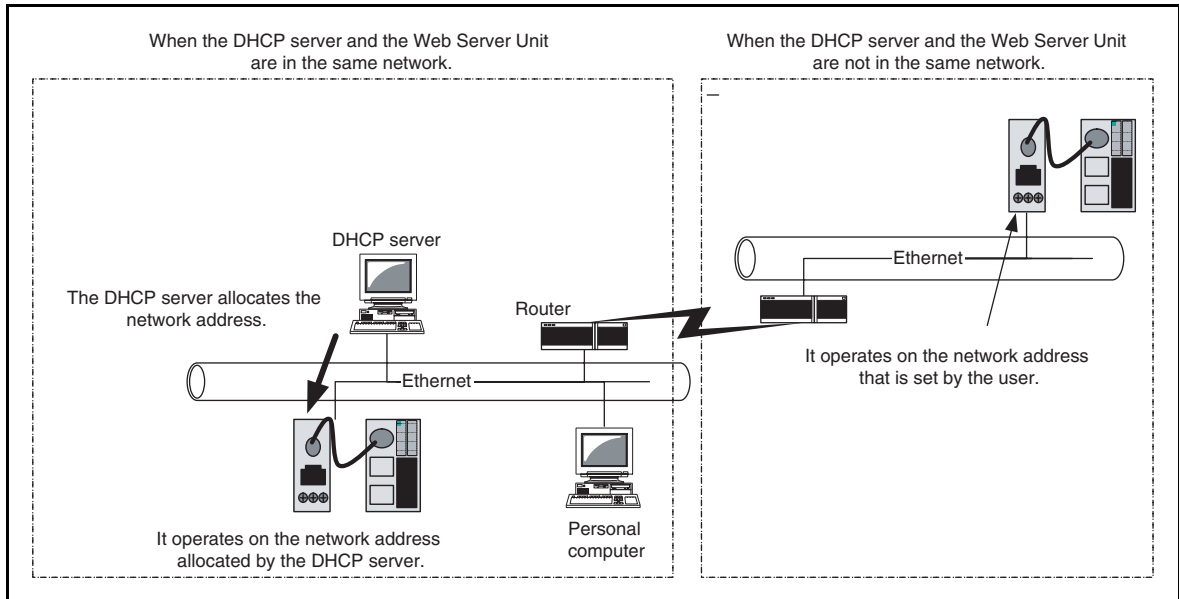 When the DHCP server and the Web Server Unit
are in the same network.
DHCP server
The DHCP server allocates the
network address.
Router
Ethernet
It operates on the network address
allocated by the DHCP server.
Personal
computer
When the DHCP server and the Web Server Unit
are not in the same network.
Ethernet
It operates on the network address
that is set by the user.